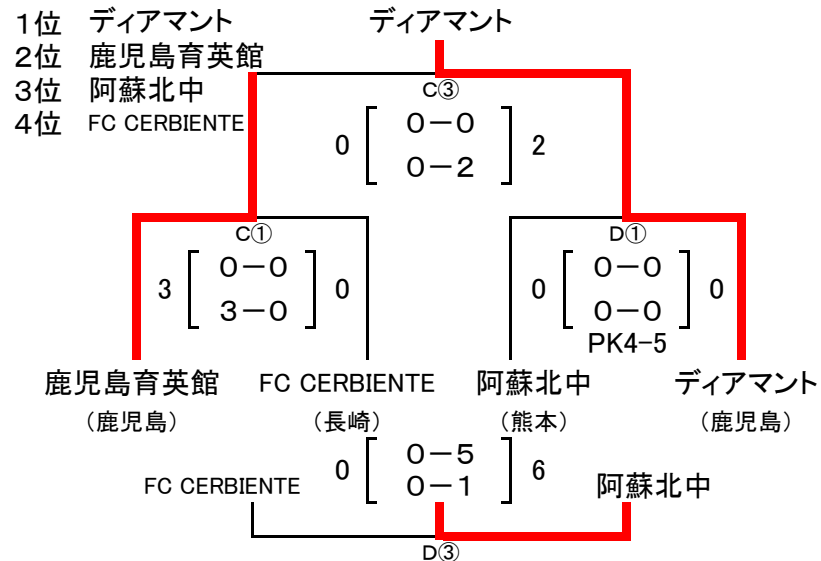 1位 ディアマント
2位 鹿児島育英館
3位 阿蘇北中
4位 FC CERBIENTE
ディアマント
C③
0 [ 0－0 ] 2
0－2
C①
3 [ 0－0 ] 0
3－0
D①
0 [ 0－0 ] 0
0－0
PK4-5
鹿児島育英館 FC CERBIENTE 阿蘇北中 ディアマント
（鹿児島） （長崎） （熊本） （鹿児島）
FC CERBIENTE 0 [ 0－5 ] 6 阿蘇北中
0－1
D③